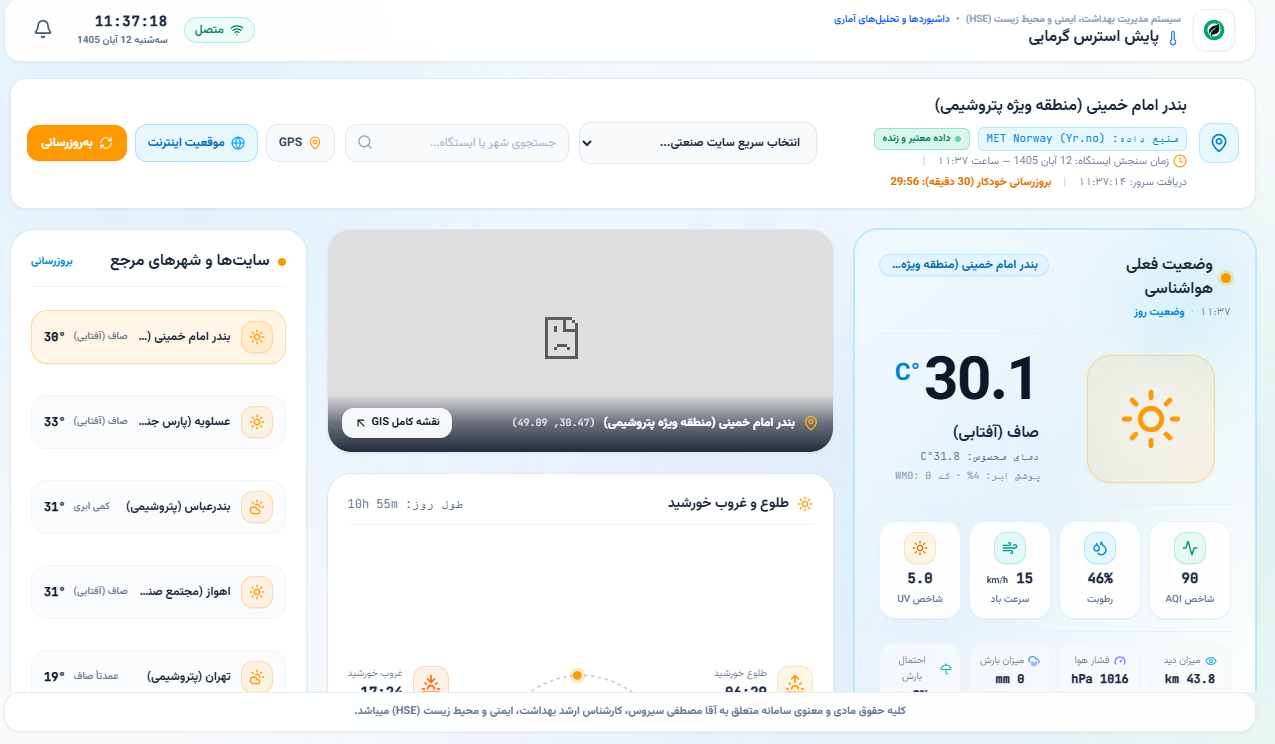 سیستم مدیریت بهداشت، ایمنی و محیط زیست (HSE) • داشبوردها و تحلیل‌های آماری
پایش استرس گرمایی
متصل
11:37:18
سه‌شنبه 12 آبان 1405
بندر امام خمینی (منطقه ویژه پتروشیمی)
منبع داده: MET Norway (Yr.no)
داده معتبر و زنده
زمان سنجش ایستگاه: 12 آبان 1405 — ساعت ۱۱:۳۷ |
دریافت سرور: ۱۱:۳۷:۱۴ | بروزرسانی خودکار (30 دقیقه): 29:56
انتخاب سریع سایت صنعتی...
جستجوی شهر یا ایستگاه...
GPS
موقعیت اینترنت
به‌روزرسانی
وضعیت فعلی
هواشناسی
بندر امام خمینی (منطقه ویژه...
۱۱:۳۷ · وضعیت روز
30.1 °C
صاف (آفتابی)
دمای محسوس: 31.8°C
پوشش ابر: 4% · کد WMO: 0
90
شاخص AQI
46%
رطوبت
15 km/h
سرعت باد
5.0
شاخص UV
میزان دید
43.8 km
فشار هوا
1016 hPa
میزان بارش
0 mm
احتمال
بارش
بندر امام خمینی (منطقه ویژه پتروشیمی) (30.47, 49.09)
نقشه کامل GIS
طلوع و غروب خورشید
طول روز: 10h 55m
طلوع خورشید
06:29
غروب خورشید
17:24
سایت‌ها و شهرهای مرجع
بروزرسانی
بندر امام خمینی (... صاف (آفتابی) 30°
عسلویه (پارس جنـ... صاف (آفتابی) 33°
بندرعباس (پتروشیمی) کمی ابری 31°
اهواز (مجتمع صنـ... صاف (آفتابی) 31°
تهران (پتروشیمی) عمدتاً صاف 19°
کلیه حقوق مادی و معنوی سامانه متعلق به آقا مصطفی سیروس، کارشناس ارشد بهداشت، ایمنی و محیط زیست (HSE) میباشد.